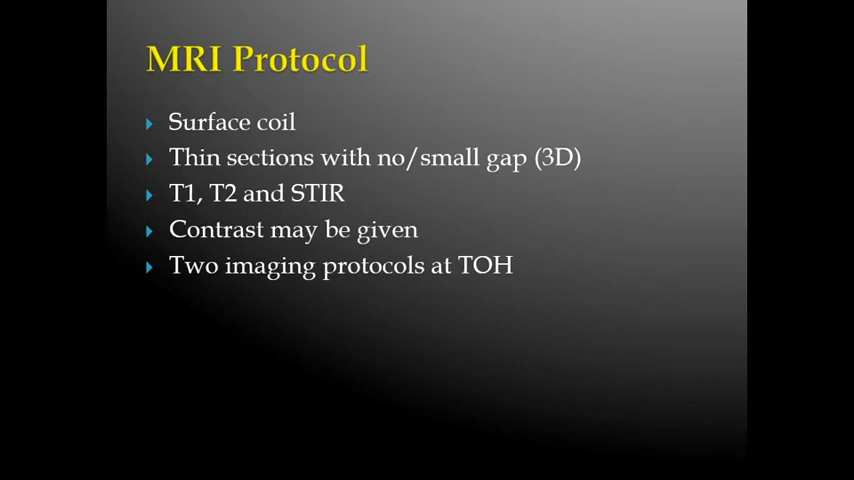 MRI Protocol
Surface coil
Thin sections with no/small gap (3D)
T1, T2 and STIR
Contrast may be given
Two imaging protocols at TOH